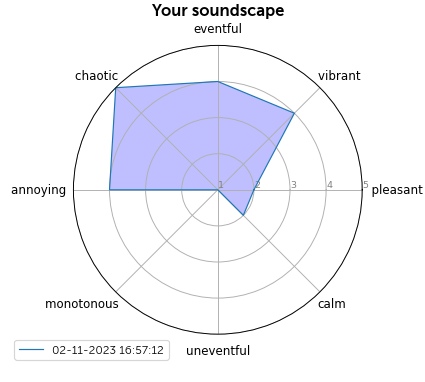 Your soundscape
eventful
chaotic
vibrant
annoying
1 2 3 4 5
pleasant
monotonous
calm
uneventful
02-11-2023 16:57:12